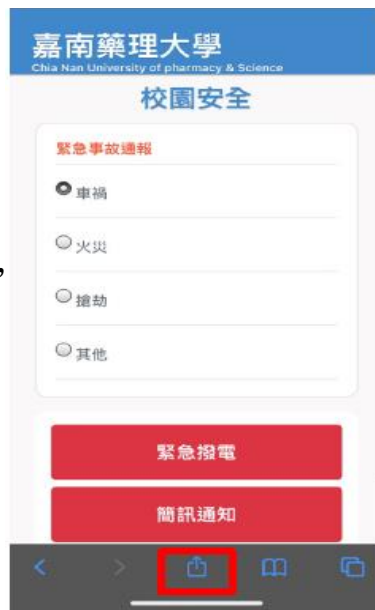 嘉南藥理大學
Chia Nan University of pharmacy & Science
校園安全
緊急事故通報
車禍
,
火災
搶劫
其他
緊急撥電
簡訊通知